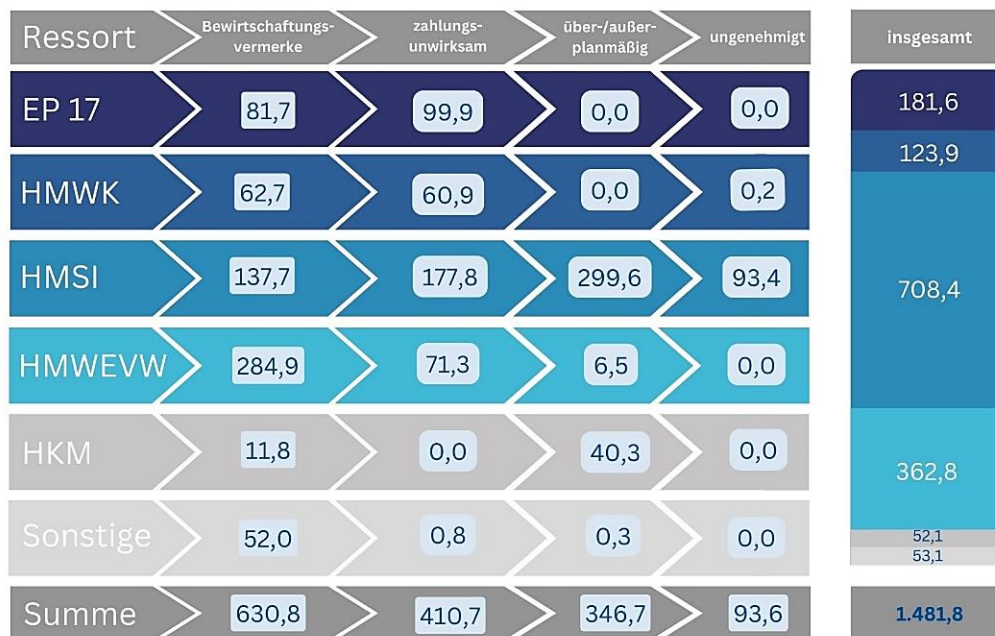 Ressort Bewirtschaftungs- zahlungs- über-/außer- ungenehmigt insgesamt
vermerke unwirksam planmäßig
EP 17 81,7 99,9 0,0 0,0 181,6
HMWK 62,7 60,9 0,0 0,2 123,9
HMSI 137,7 177,8 299,6 93,4 708,4
HMWEVW 284,9 71,3 6,5 0,0 362,8
HKM 11,8 0,0 40,3 0,0 52,1
Sonstige 52,0 0,8 0,3 0,0 53,1
Summe 630,8 410,7 346,7 93,6 1.481,8